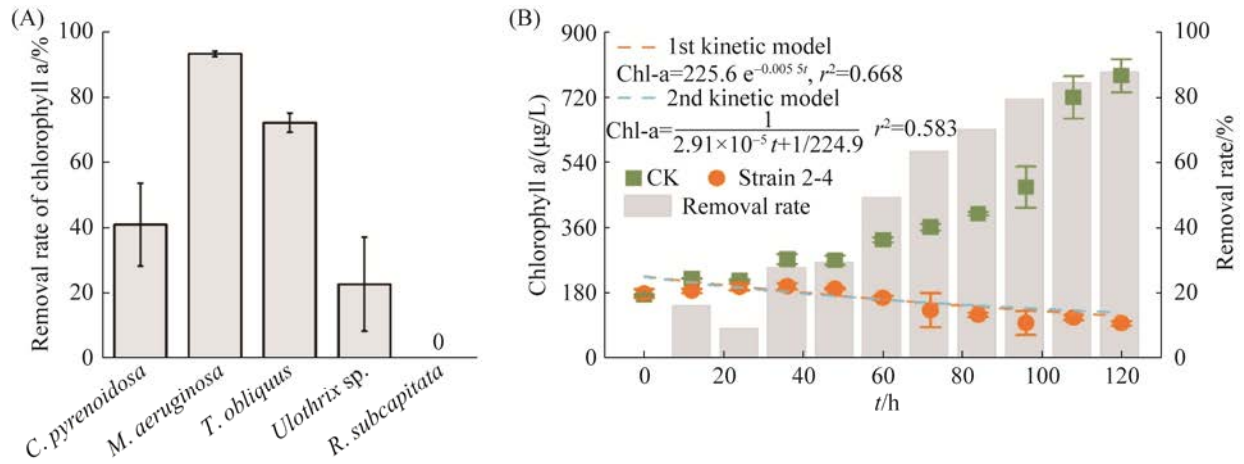 (A)
Removal rate of chlorophyll a/%
100
80
60
40
20
0
0
C. pyrenoidosa
M. aeruginosa
T. obliquus
Ulothrix sp.
R. subcapitata
(B)
Chlorophyll a/(μg/L)
900
720
540
360
180
0
1st kinetic model
Chl-a=225.6 e^−0.005 5t, r²=0.668
2nd kinetic model
Chl-a=1/(2.91×10⁻⁵ t+1/224.9) r²=0.583
CK Strain 2-4
Removal rate
0 20 40 60 80 100 120
t/h
100
80
60
40
20
0
Removal rate/%